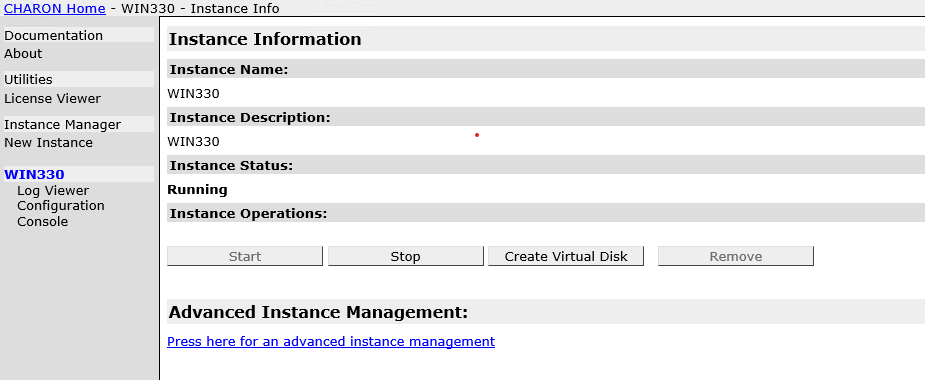 CHARON Home - WIN330 - Instance Info
Documentation
About
Utilities
License Viewer
Instance Manager
New Instance
WIN330
Log Viewer
Configuration
Console
Instance Information
Instance Name:
WIN330
Instance Description:
WIN330
Instance Status:
Running
Instance Operations:
Start Stop Create Virtual Disk Remove
Advanced Instance Management:
Press here for an advanced instance management